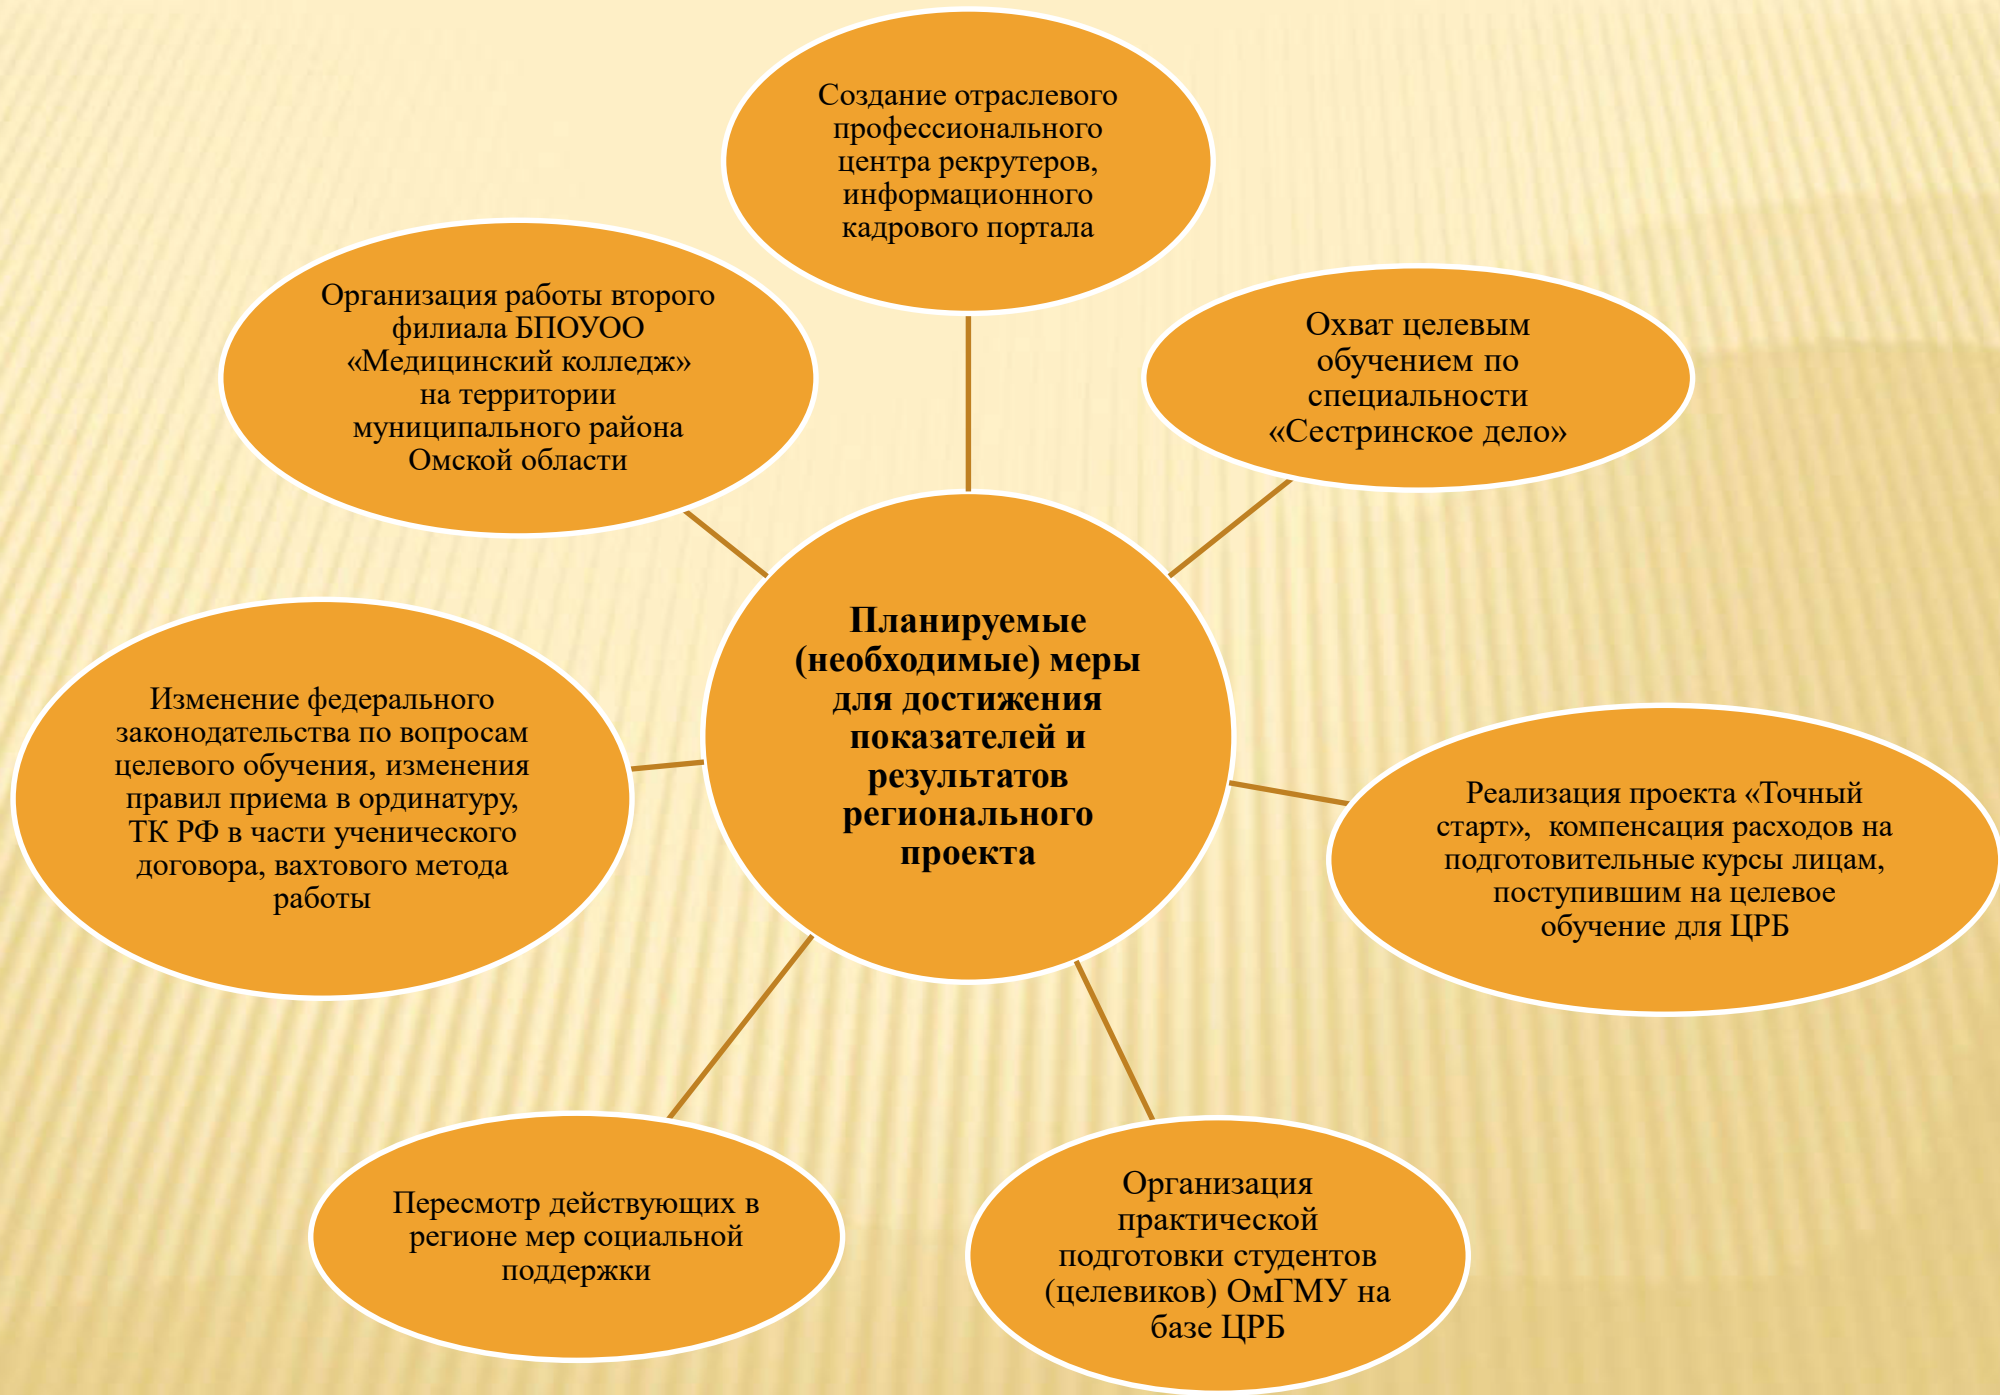 Создание отраслевого
профессионального
центра рекрутеров,
информационного
кадрового портала
Охват целевым
обучением по
специальности
«Сестринское дело»
Реализация проекта «Точный
старт», компенсация расходов на
подготовительные курсы лицам,
поступившим на целевое
обучение для ЦРБ
Организация
практической
подготовки студентов
(целевиков) ОмГМУ на
базе ЦРБ
Пересмотр действующих в
регионе мер социальной
поддержки
Изменение федерального
законодательства по вопросам
целевого обучения, изменения
правил приема в ординатуру,
ТК РФ в части ученического
договора, вахтового метода
работы
Организация работы второго
филиала БПОУОО
«Медицинский колледж»
на территории
муниципального района
Омской области
Планируемые
(необходимые) меры
для достижения
показателей и
результатов
регионального
проекта